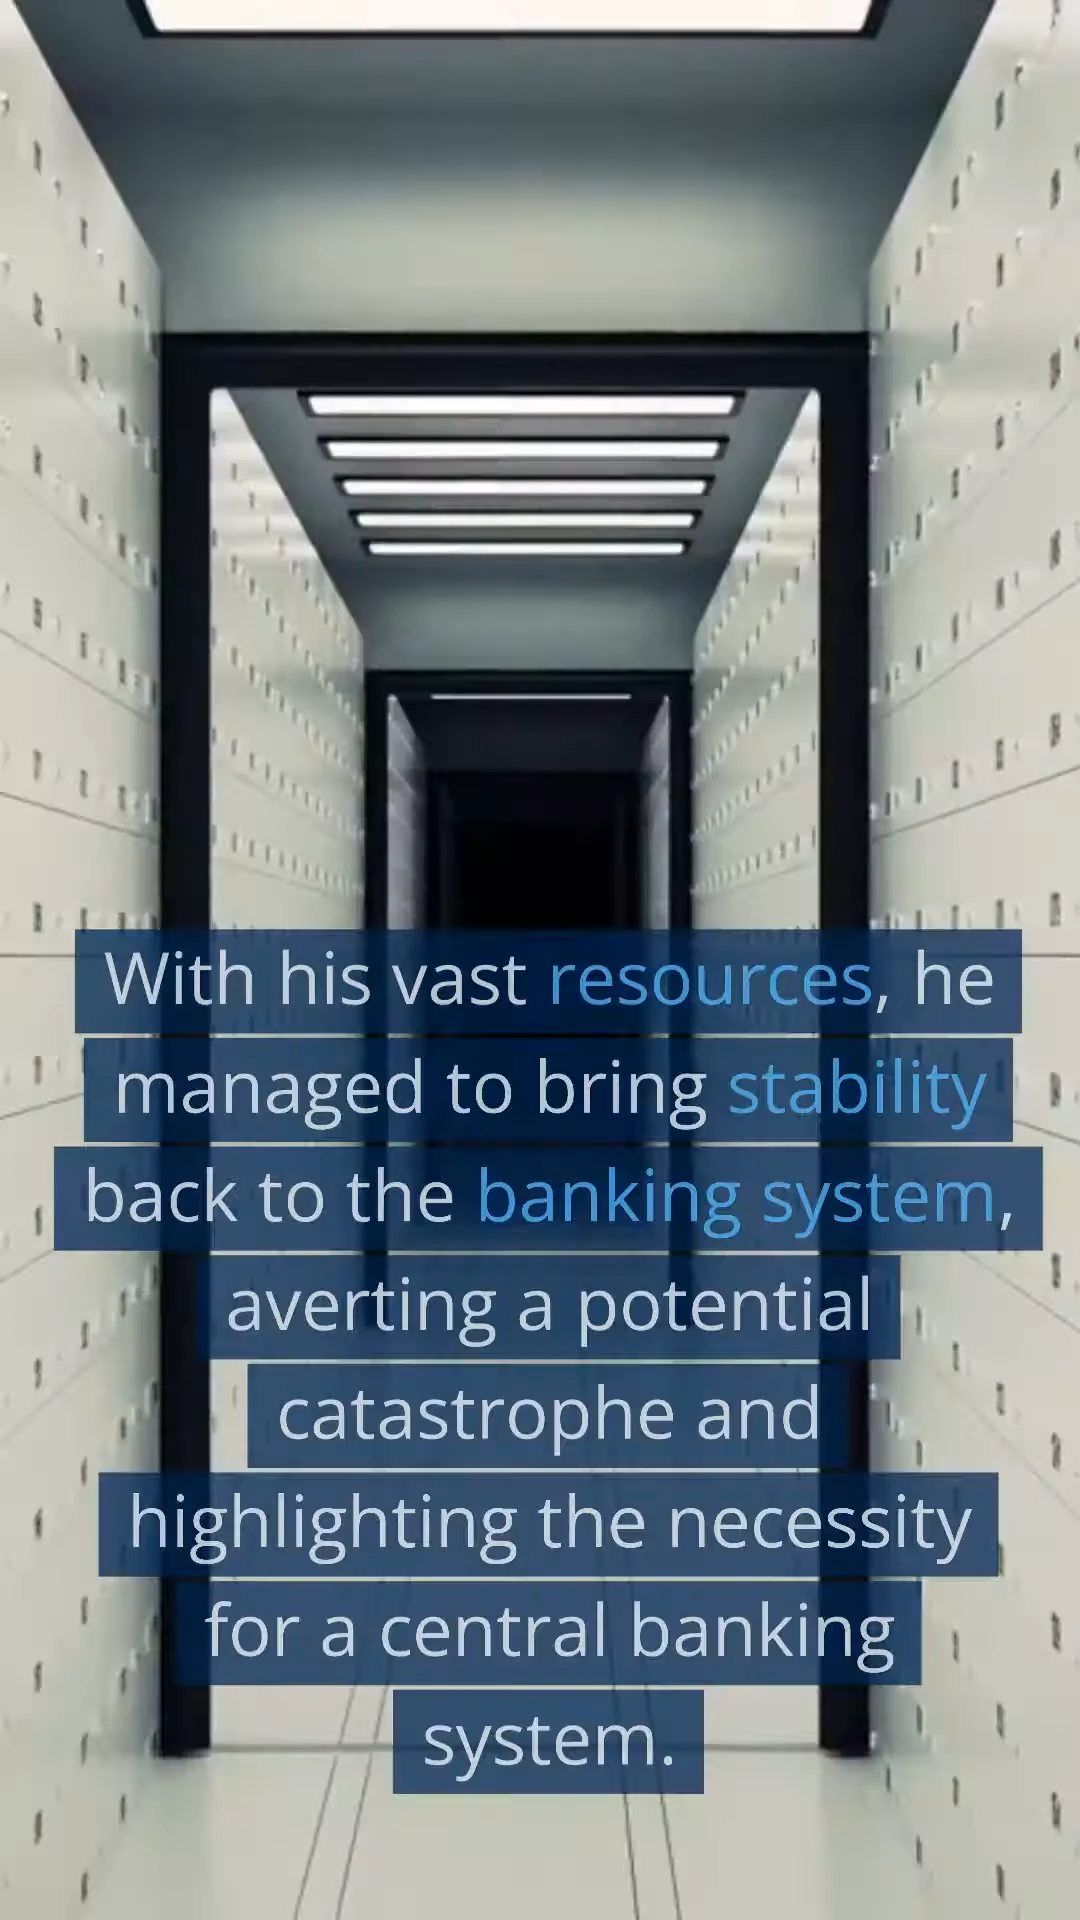 With his vast resources, he
managed to bring stability
back to the banking system,
averting a potential
catastrophe and
highlighting the necessity
for a central banking
system.